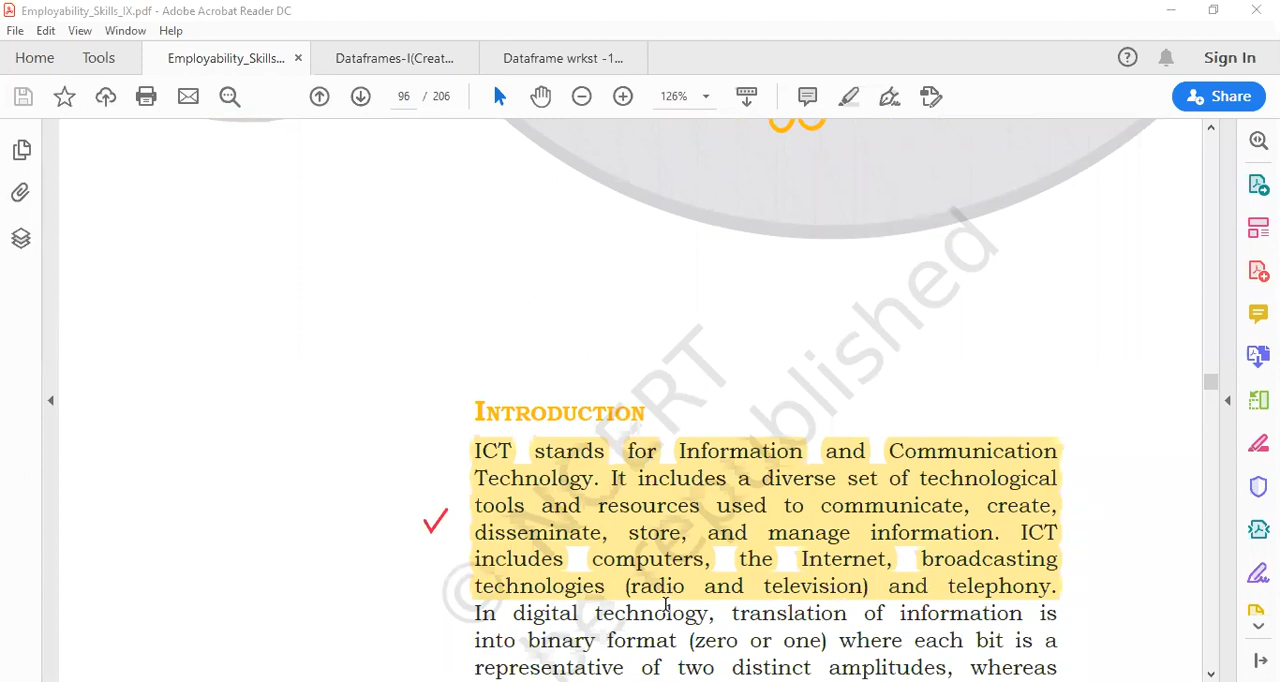 Employability_Skills_IX.pdf - Adobe Acrobat Reader DC
File Edit View Window Help
Home Tools Employability_Skills... × Dataframes-I(Creat... Dataframe wrkst -1... Sign In
96 / 206 126% Share
INTRODUCTION
ICT stands for Information and Communication
Technology. It includes a diverse set of technological
tools and resources used to communicate, create,
disseminate, store, and manage information. ICT
includes computers, the Internet, broadcasting
technologies (radio and television) and telephony.
In digital technology, translation of information is
into binary format (zero or one) where each bit is a
representative of two distinct amplitudes, whereas
© NCERT
be republished